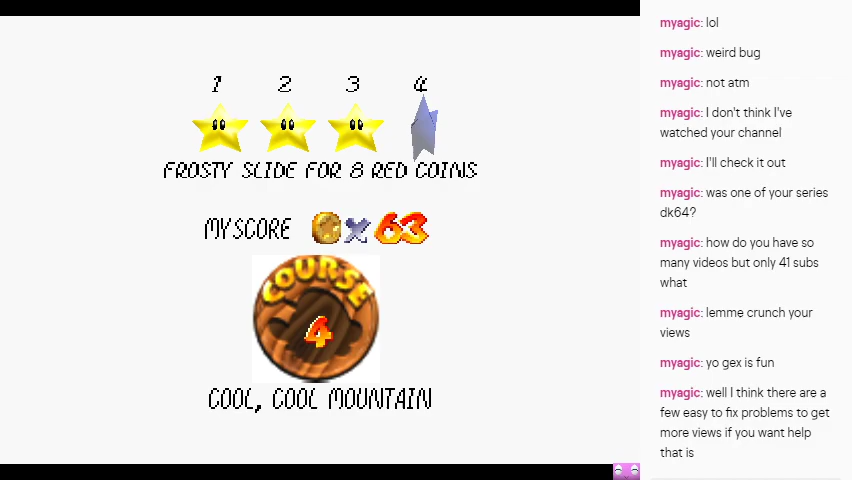 1 2 3 4
FROSTY SLIDE FOR 8 RED COINS
MY SCORE × 63
COURSE
4
COOL, COOL MOUNTAIN
myagic: lol
myagic: weird bug
myagic: not atm
myagic: I don't think I've
watched your channel
myagic: I'll check it out
myagic: was one of your series
dk64?
myagic: how do you have so
many videos but only 41 subs
what
myagic: lemme crunch your
views
myagic: yo gex is fun
myagic: well I think there are a
few easy to fix problems to get
more views if you want help
that is